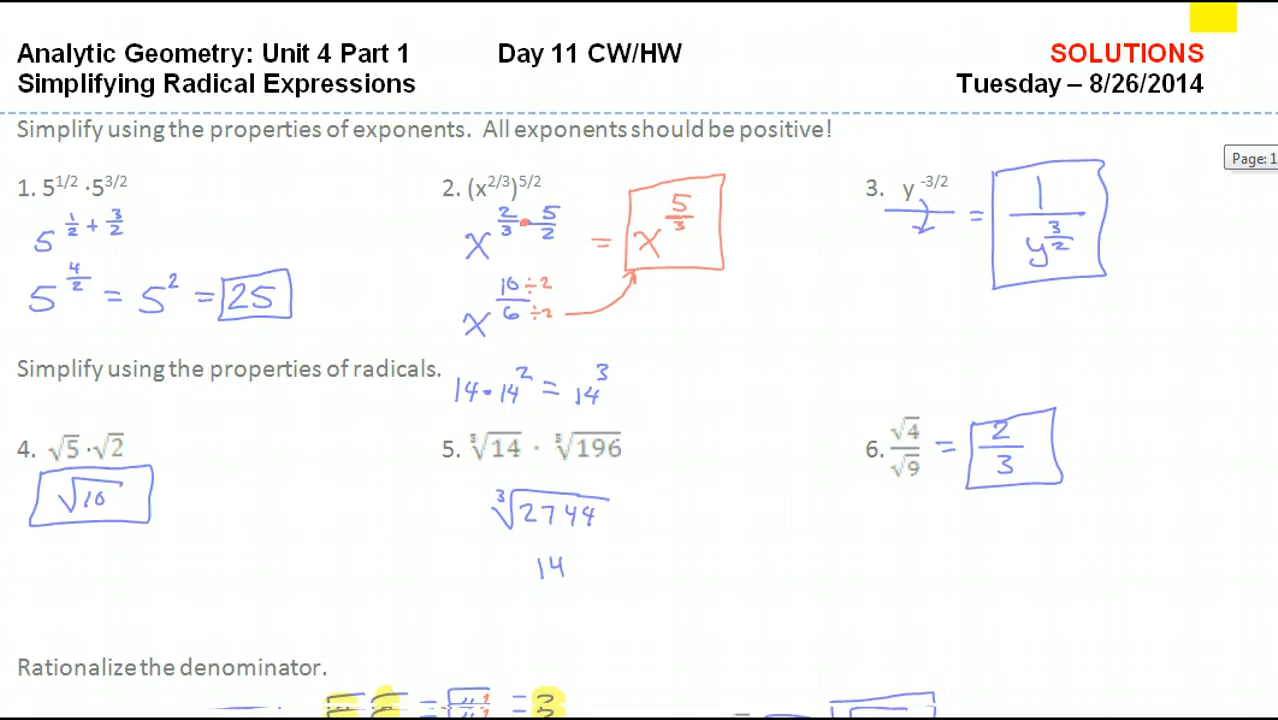 Analytic Geometry: Unit 4 Part 1 Day 11 CW/HW SOLUTIONS
Simplifying Radical Expressions Tuesday – 8/26/2014
Simplify using the properties of exponents. All exponents should be positive!
Page: 1
1. 5^(1/2) · 5^(3/2) 2. (x^(2/3))^(5/2) 3. y^(-3/2)
5^(1/2 + 3/2) x^(2/3 · 5/2) = x^(5/3) = 1/y^(3/2)
5^(4/2) = 5^2 = 25 x^(10÷2 / 6÷2)
Simplify using the properties of radicals.
14 · 14^2 = 14^3
4. √5 · √2 5. ³√14 · ³√196 6. √4/√9 = 2/3
√10 ³√2744
14
Rationalize the denominator.